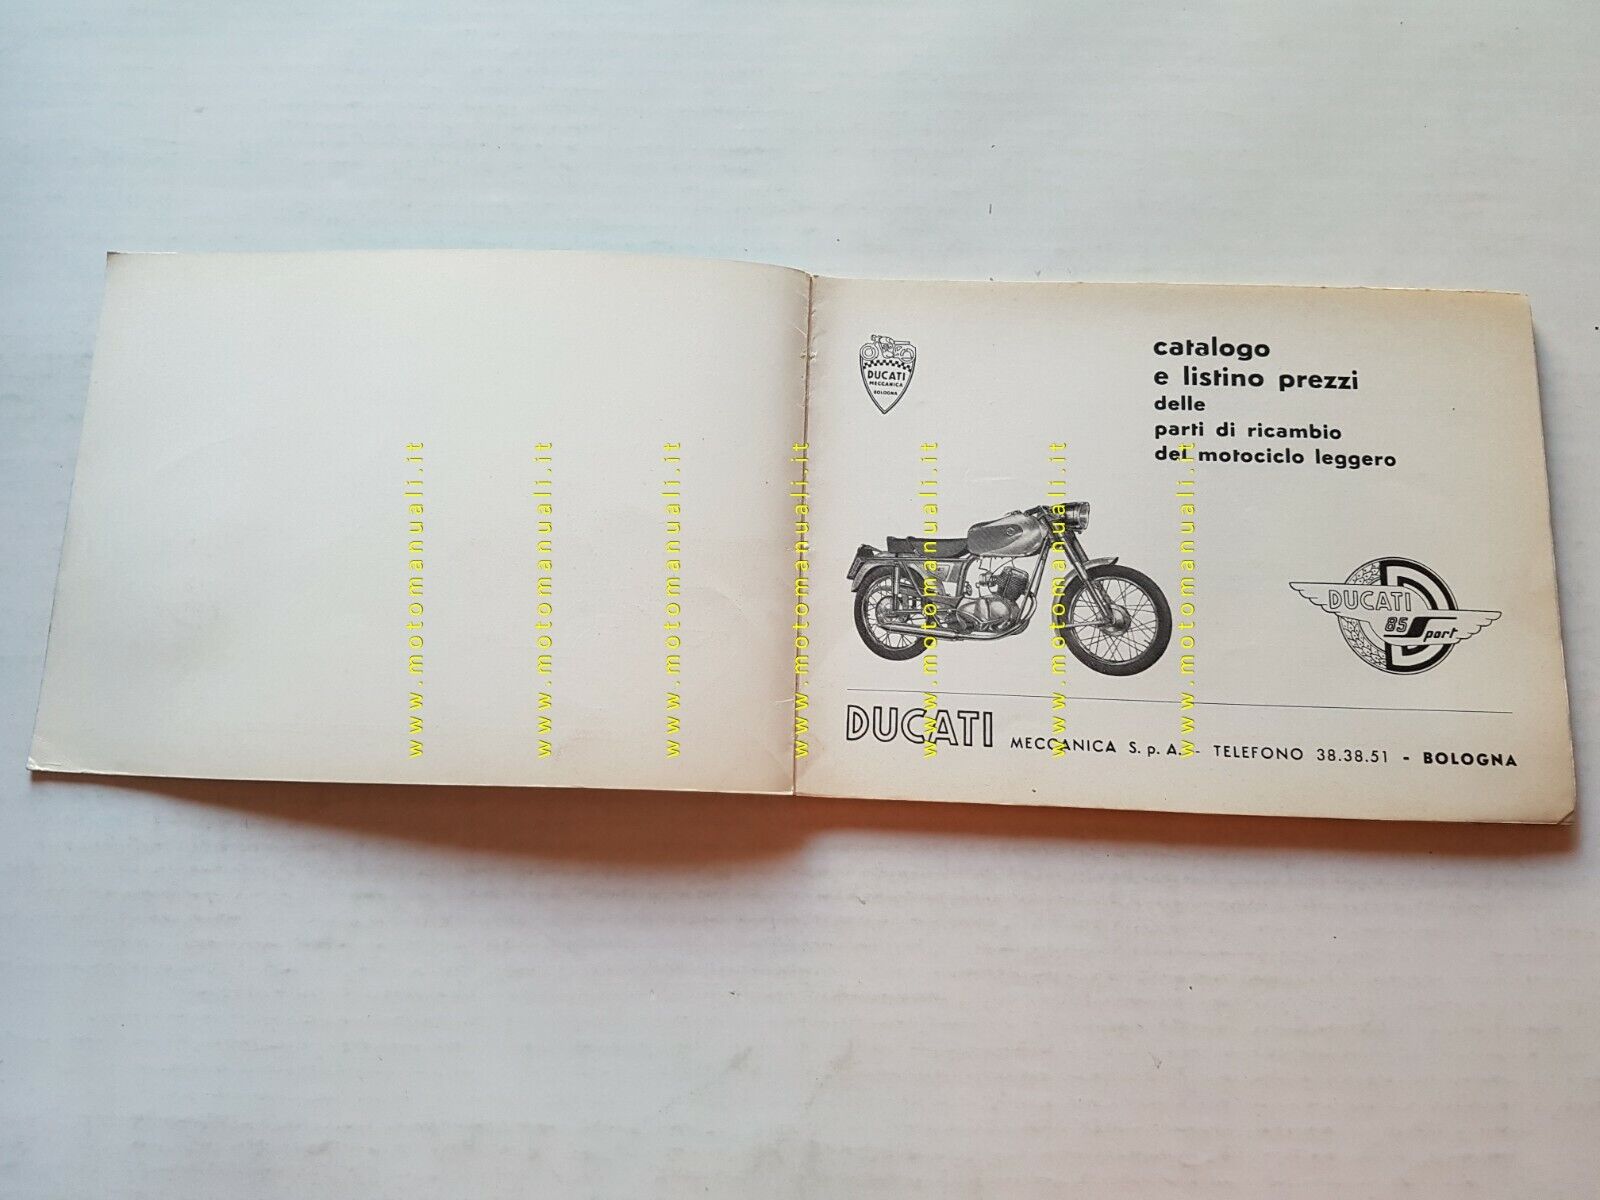 catalogo
e listino prezzi
delle
parti di ricambio
del motociclo leggero
DUCATI
MECCANICA
BOLOGNA
DUCATI
85 Sport
DUCATI MECCANICA S. p. A. - TELEFONO 38.38.51 - BOLOGNA
www.motomanuali.it
www.motomanuali.it
www.motomanuali.it
www.motomanuali.it
www.motomanuali.it
www.motomanuali.it
www.motomanuali.it